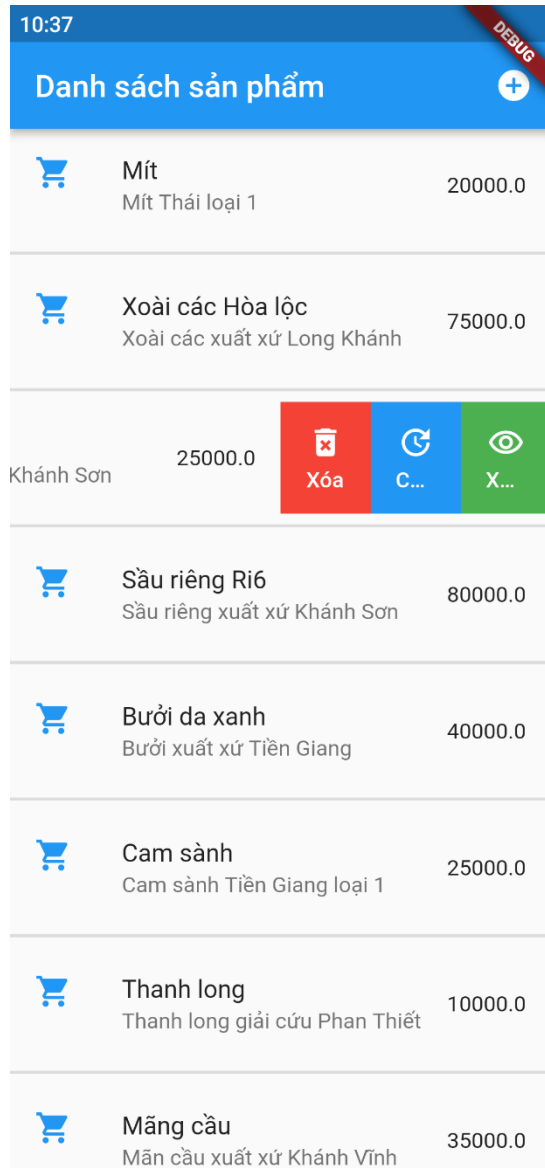 10:37
DEBUG
Danh sách sản phẩm
Mít
Mít Thái loại 1
20000.0
Xoài các Hòa lộc
Xoài các xuất xứ Long Khánh
75000.0
Khánh Sơn
25000.0
Xóa
C...
X...
Sầu riêng Ri6
Sầu riêng xuất xứ Khánh Sơn
80000.0
Bưởi da xanh
Bưởi xuất xứ Tiền Giang
40000.0
Cam sành
Cam sành Tiền Giang loại 1
25000.0
Thanh long
Thanh long giải cứu Phan Thiết
10000.0
Mãng cầu
Mãn cầu xuất xứ Khánh Vĩnh
35000.0